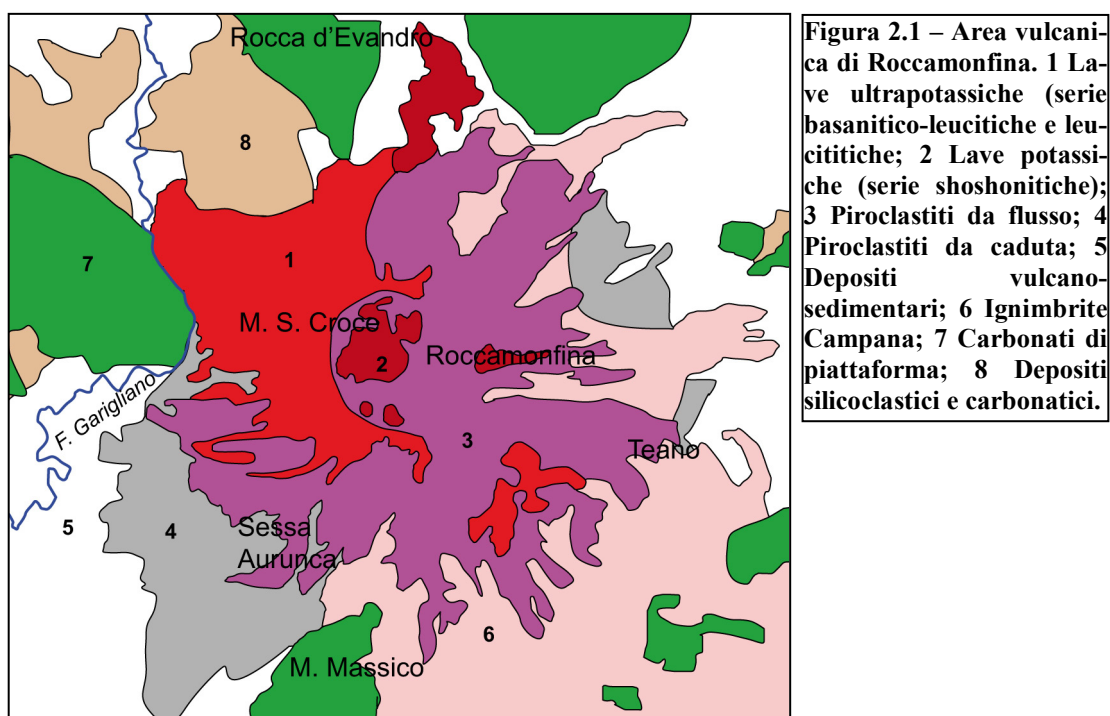 Rocca d'Evandro
8
7
1
M. S. Croce
2
Roccamonfina
F. Garigliano
3
Teano
5
4
Sessa
Aurunca
6
M. Massico
Figura 2.1 – Area vulcani-
ca di Roccamonfina. 1 La-
ve ultrapotassiche (serie
basanitico-leucitiche e leu-
cititiche; 2 Lave potassi-
che (serie shoshonitiche);
3 Piroclastiti da flusso; 4
Piroclastiti da caduta; 5
Depositi vulcano-
sedimentari; 6 Ignimbrite
Campana; 7 Carbonati di
piattaforma; 8 Depositi
silicoclastici e carbonatici.